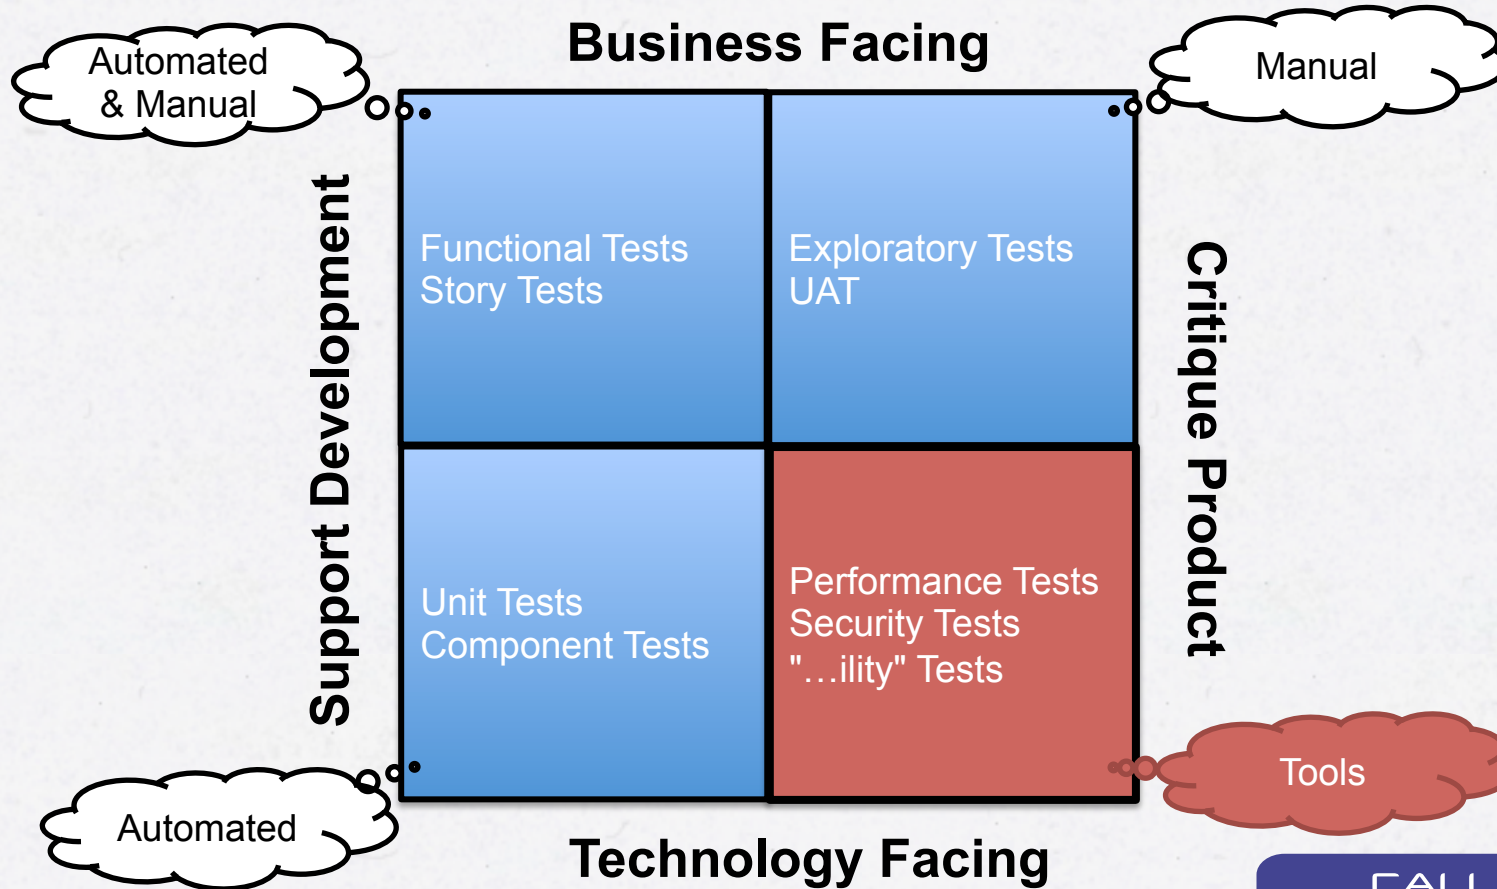 Business Facing
Automated
& Manual
Manual
Support Development
Functional Tests
Story Tests
Exploratory Tests
UAT
Critique Product
Unit Tests
Component Tests
Performance Tests
Security Tests
"...ility" Tests
Tools
Automated
Technology Facing